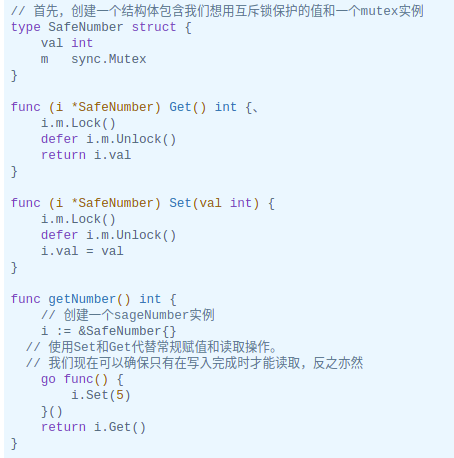 // 首先，创建一个结构体包含我们想用互斥锁保护的值和一个mutex实例
type SafeNumber struct {
    val int
    m   sync.Mutex
}

func (i *SafeNumber) Get() int {、
    i.m.Lock()
    defer i.m.Unlock()
    return i.val
}

func (i *SafeNumber) Set(val int) {
    i.m.Lock()
    defer i.m.Unlock()
    i.val = val
}

func getNumber() int {
    // 创建一个sageNumber实例
    i := &SafeNumber{}
  // 使用Set和Get代替常规赋值和读取操作。
  // 我们现在可以确保只有在写入完成时才能读取，反之亦然
    go func() {
        i.Set(5)
    }()
    return i.Get()
}